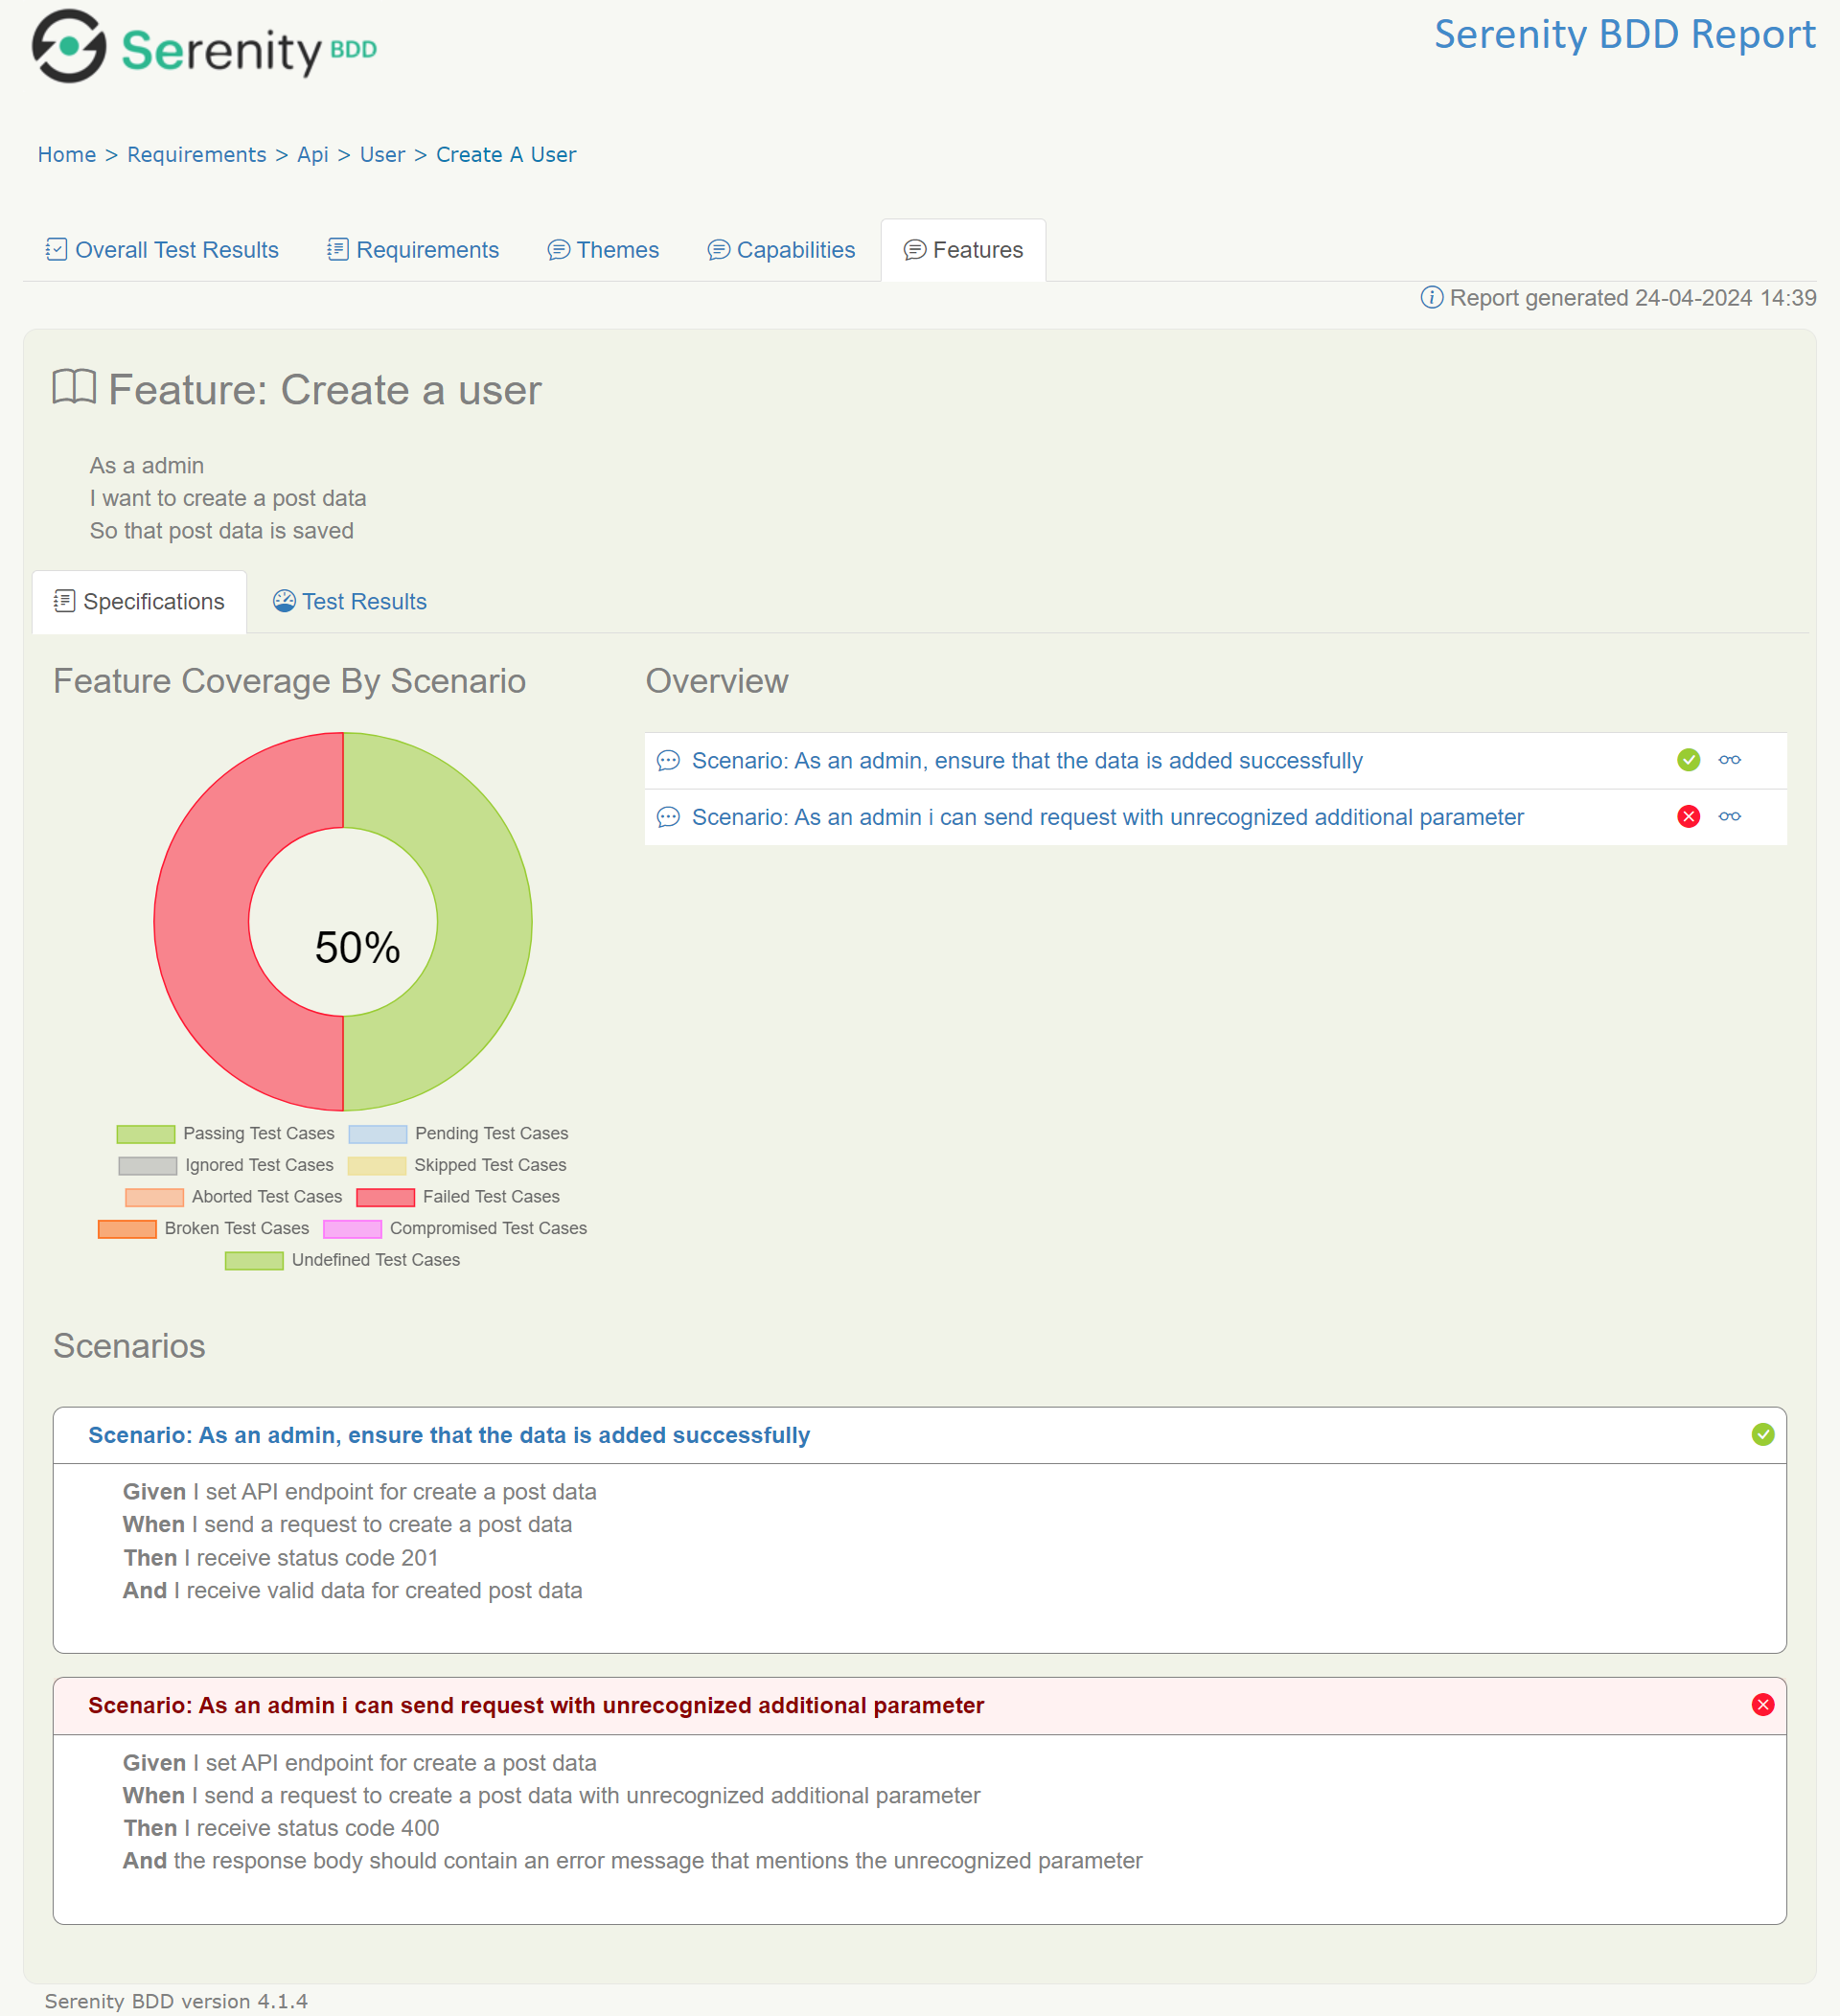 Serenity BDD
Serenity BDD Report
Home > Requirements > Api > User > Create A User
Overall Test Results Requirements Themes Capabilities Features
Report generated 24-04-2024 14:39
Feature: Create a user
As a admin
I want to create a post data
So that post data is saved
Specifications Test Results
Feature Coverage By Scenario
50%
Passing Test Cases Pending Test Cases
Ignored Test Cases Skipped Test Cases
Aborted Test Cases Failed Test Cases
Broken Test Cases Compromised Test Cases
Undefined Test Cases
Overview
Scenario: As an admin, ensure that the data is added successfully
Scenario: As an admin i can send request with unrecognized additional parameter
Scenarios
Scenario: As an admin, ensure that the data is added successfully
Given I set API endpoint for create a post data
When I send a request to create a post data
Then I receive status code 201
And I receive valid data for created post data
Scenario: As an admin i can send request with unrecognized additional parameter
Given I set API endpoint for create a post data
When I send a request to create a post data with unrecognized additional parameter
Then I receive status code 400
And the response body should contain an error message that mentions the unrecognized parameter
Serenity BDD version 4.1.4